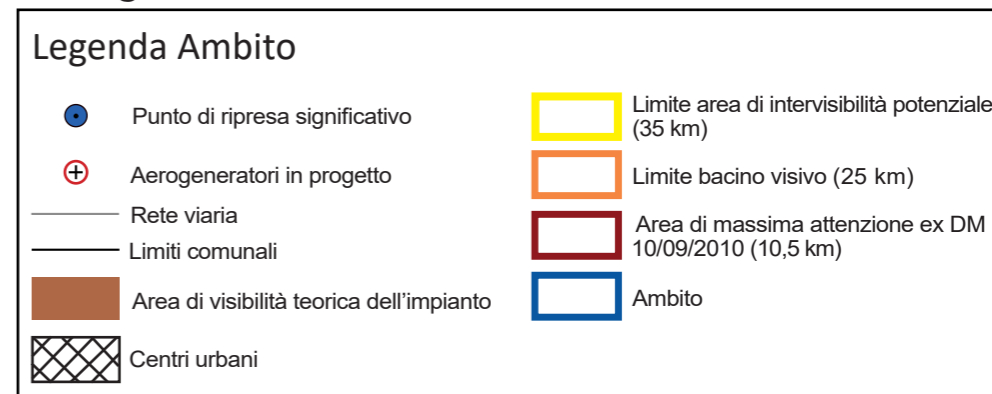 Legenda Ambito
Punto di ripresa significativo
Aerogeneratori in progetto
Rete viaria
Limiti comunali
Area di visibilità teorica dell'impianto
Centri urbani
Limite area di intervisibilità potenziale
(35 km)
Limite bacino visivo (25 km)
Area di massima attenzione ex DM
10/09/2010 (10,5 km)
Ambito